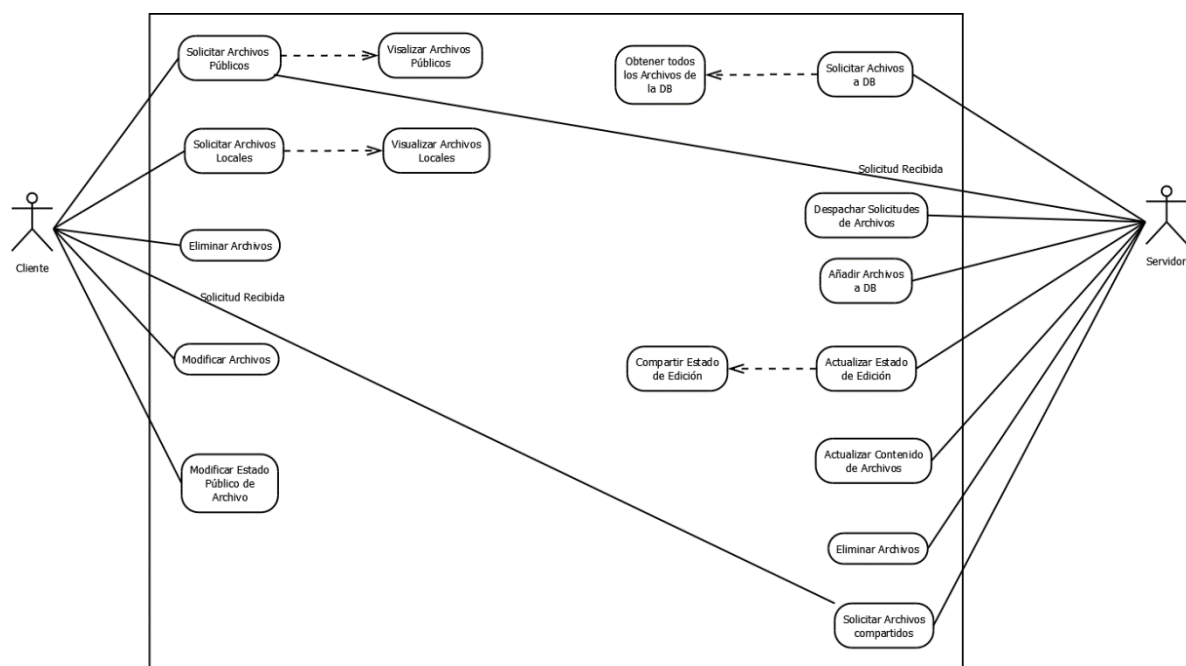 Solicitar Archivos
Públicos
Visalizar Archivos
Públicos
Obtener todos
los Archivos de
la DB
Solicitar Achivos
a DB
Solicitar Archivos
Locales
Visualizar Archivos
Locales
Solicitud Recibida
Despachar Solicitudes
de Archivos
Cliente
Eliminar Archivos
Servidor
Añadir Archivos
a DB
Solicitud Recibida
Modificar Archivos
Compartir Estado
de Edición
Actualizar Estado
de Edición
Modificar Estado
Público de
Archivo
Actualizar Contenido
de Archivos
Eliminar Archivos
Solicitar Archivos
compartidos